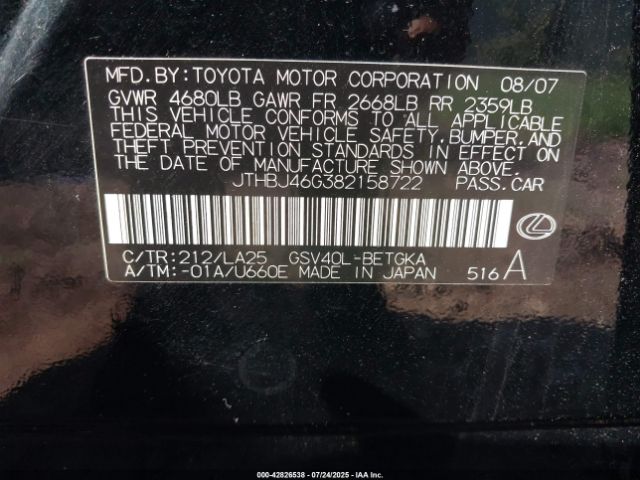 MFD.BY:TOYOTA MOTOR CORPORATION 08/07
GVWR 4680LB GAWR FR 2668LB RR 2359LB
THIS VEHICLE CONFORMS TO ALL APPLICABLE
FEDERAL MOTOR VEHICLE SAFETY,BUMPER,AND
THEFT PREVENTION STANDARDS IN EFFECT ON
THE DATE OF MANUFACTURE SHOWN ABOVE.
JTHBJ46G382158722 PASS.CAR
C/TR:212/LA25 GSV40L-BETGKA
A/TM:-01A/U660E MADE IN JAPAN 516 A
000-42826538 - 07/24/2025 - IAA Inc.